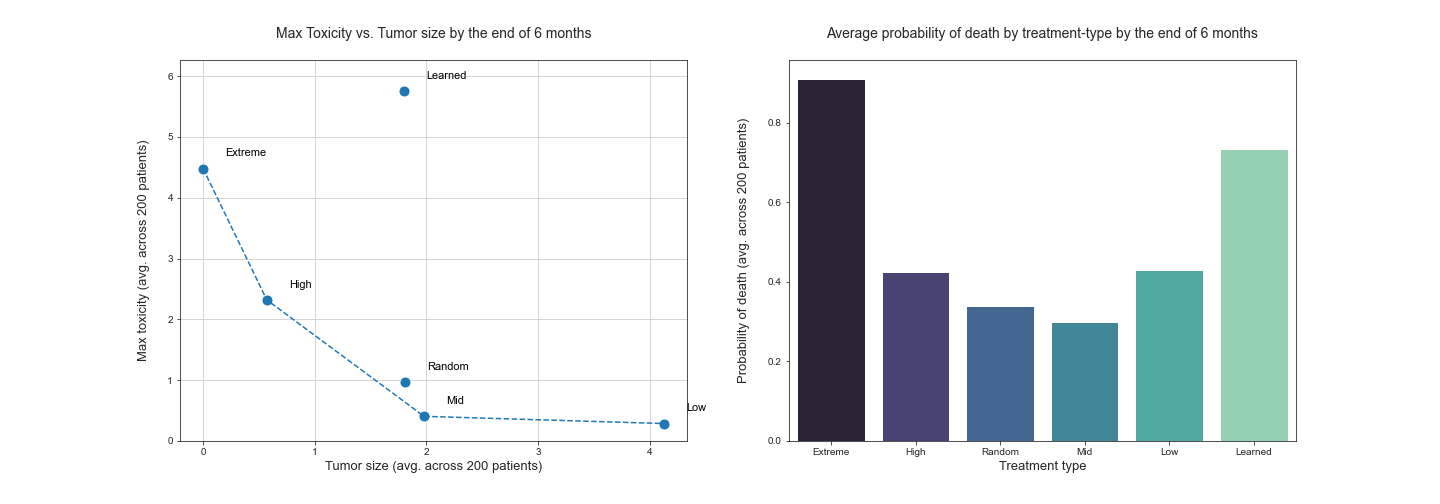 Max Toxicity vs. Tumor size by the end of 6 months
Max toxicity (avg. across 200 patients)
6
5
4
3
2
1
0
Learned
Extreme
High
Random
Mid
Low
0 1 2 3 4
Tumor size (avg. across 200 patients)
Average probability of death by treatment-type by the end of 6 months
Probability of death (avg. across 200 patients)
0.8
0.6
0.4
0.2
0.0
Extreme High Random Mid Low Learned
Treatment type